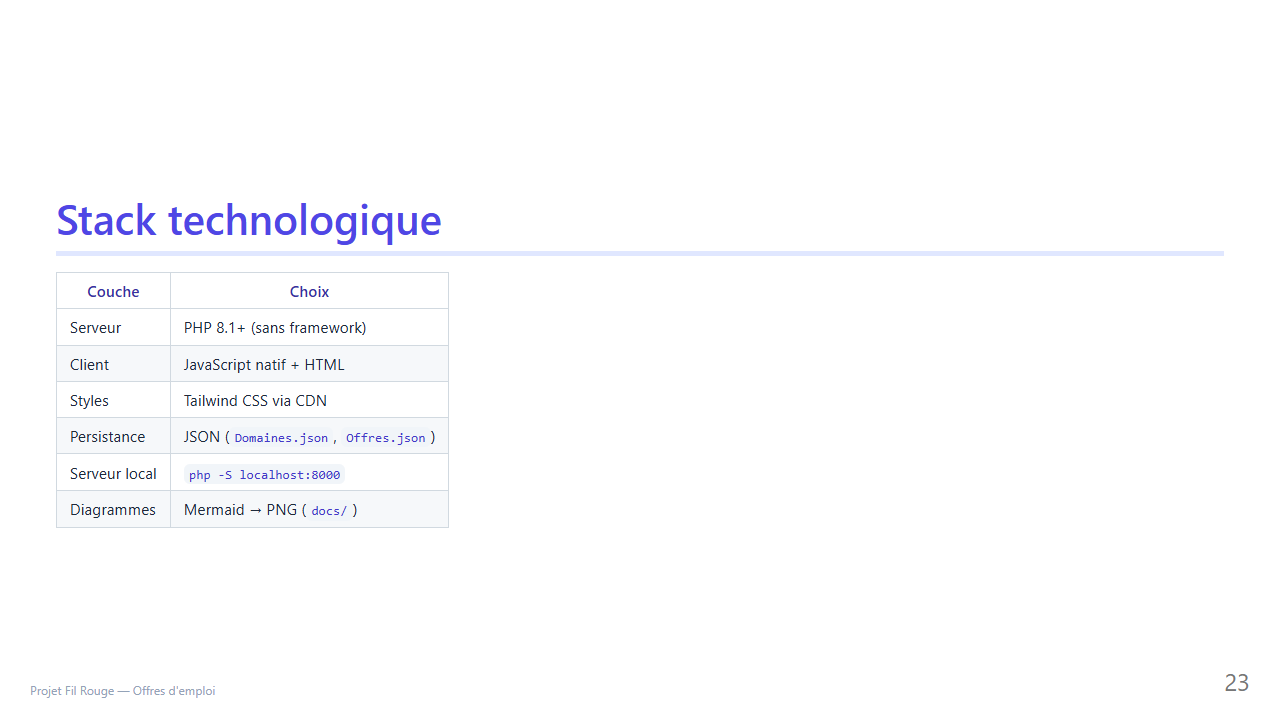 Stack technologique
Couche Choix
Serveur PHP 8.1+ (sans framework)
Client JavaScript natif + HTML
Styles Tailwind CSS via CDN
Persistance JSON ( Domaines.json , Offres.json )
Serveur local php -S localhost:8000
Diagrammes Mermaid → PNG ( docs/ )
Projet Fil Rouge — Offres d'emploi
23